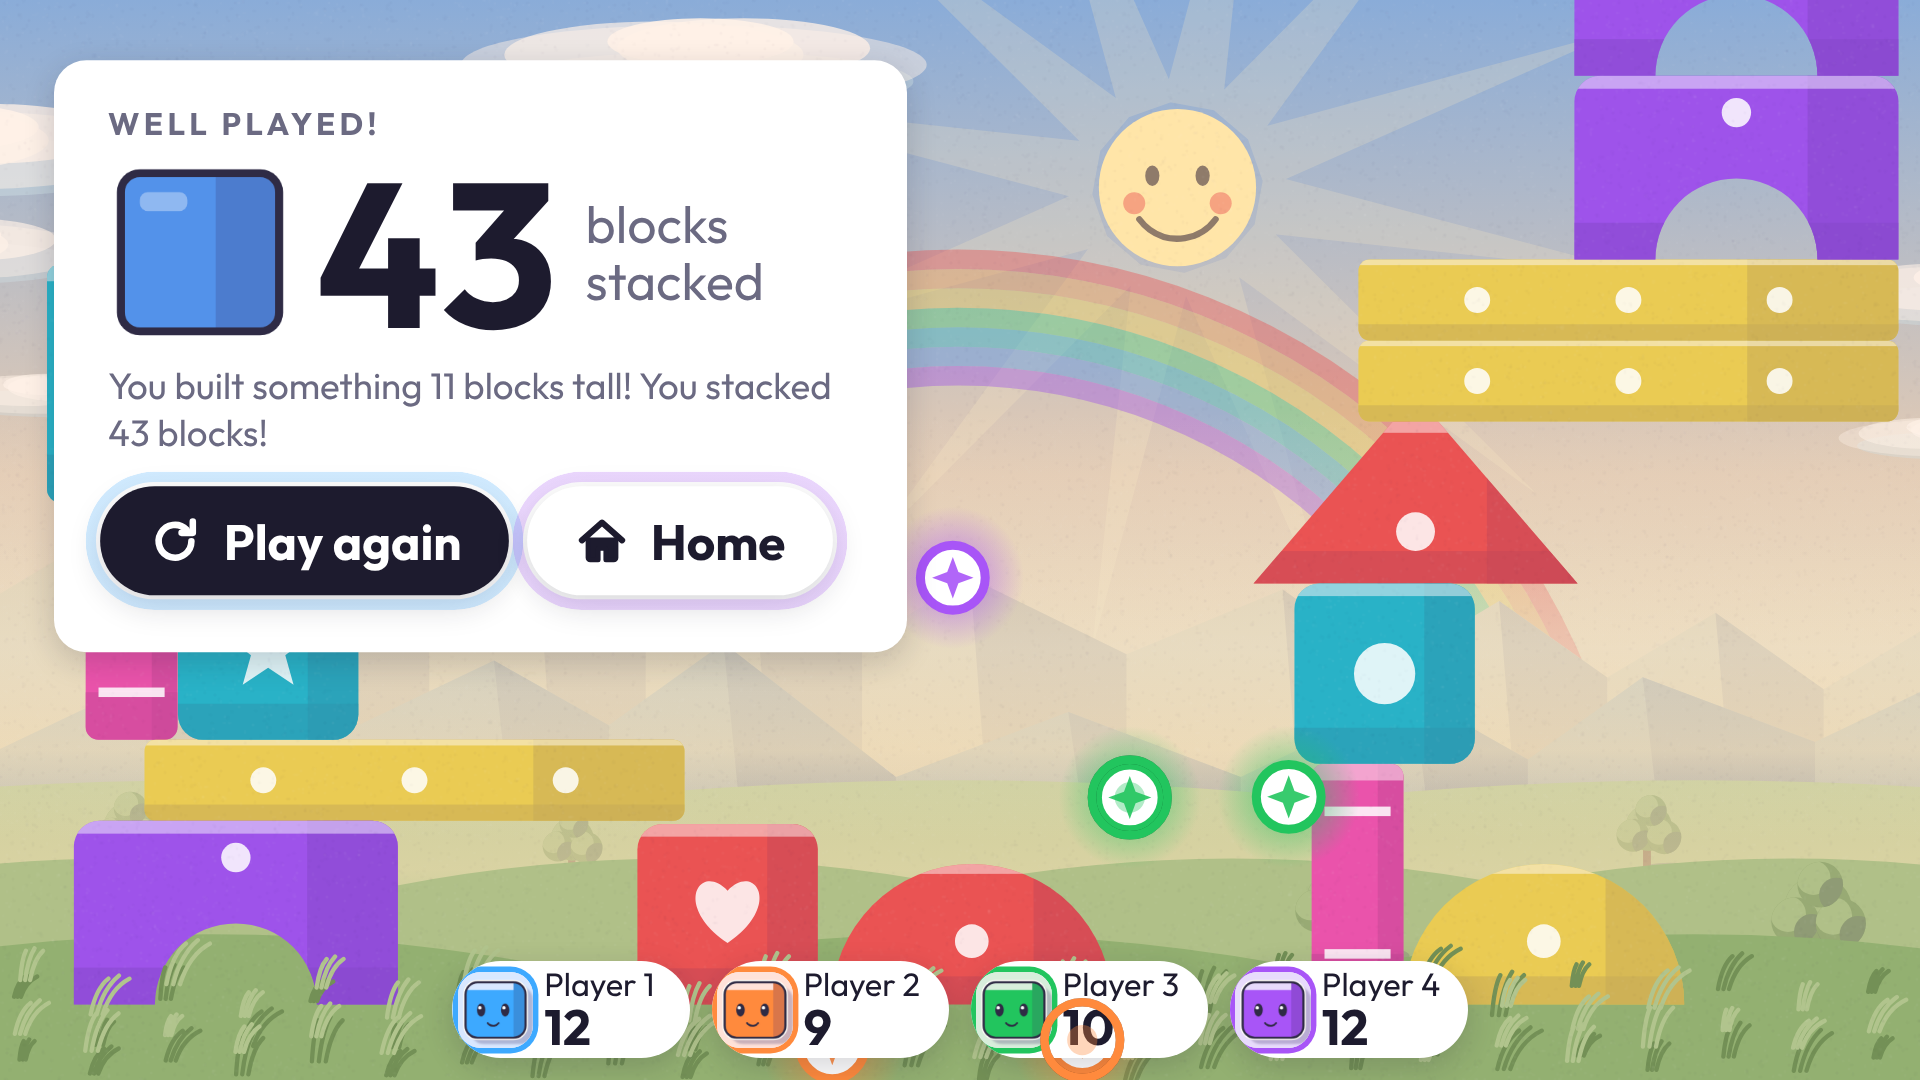 WELL PLAYED!
43
blocks
stacked
You built something 11 blocks tall! You stacked
43 blocks!
Play again
Home
Player 1
12
Player 2
9
Player 3
10
Player 4
12